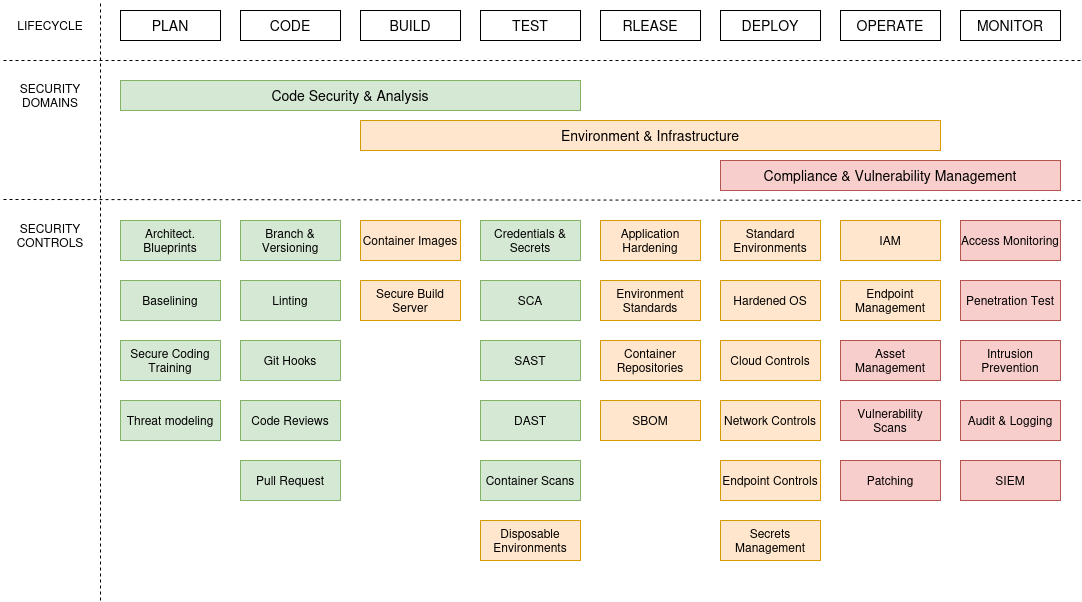 LIFECYCLE
PLAN
CODE
BUILD
TEST
RLEASE
DEPLOY
OPERATE
MONITOR
SECURITY
DOMAINS
Code Security & Analysis
Environment & Infrastructure
Compliance & Vulnerability Management
SECURITY
CONTROLS
Architect.
Blueprints
Branch &
Versioning
Container Images
Credentials &
Secrets
Application
Hardening
Standard
Environments
IAM
Access Monitoring
Baselining
Linting
Secure Build
Server
SCA
Environment
Standards
Hardened OS
Endpoint
Management
Penetration Test
Secure Coding
Training
Git Hooks
SAST
Container
Repositories
Cloud Controls
Asset
Management
Intrusion
Prevention
Threat modeling
Code Reviews
DAST
SBOM
Network Controls
Vulnerability
Scans
Audit & Logging
Pull Request
Container Scans
Endpoint Controls
Patching
SIEM
Disposable
Environments
Secrets
Management